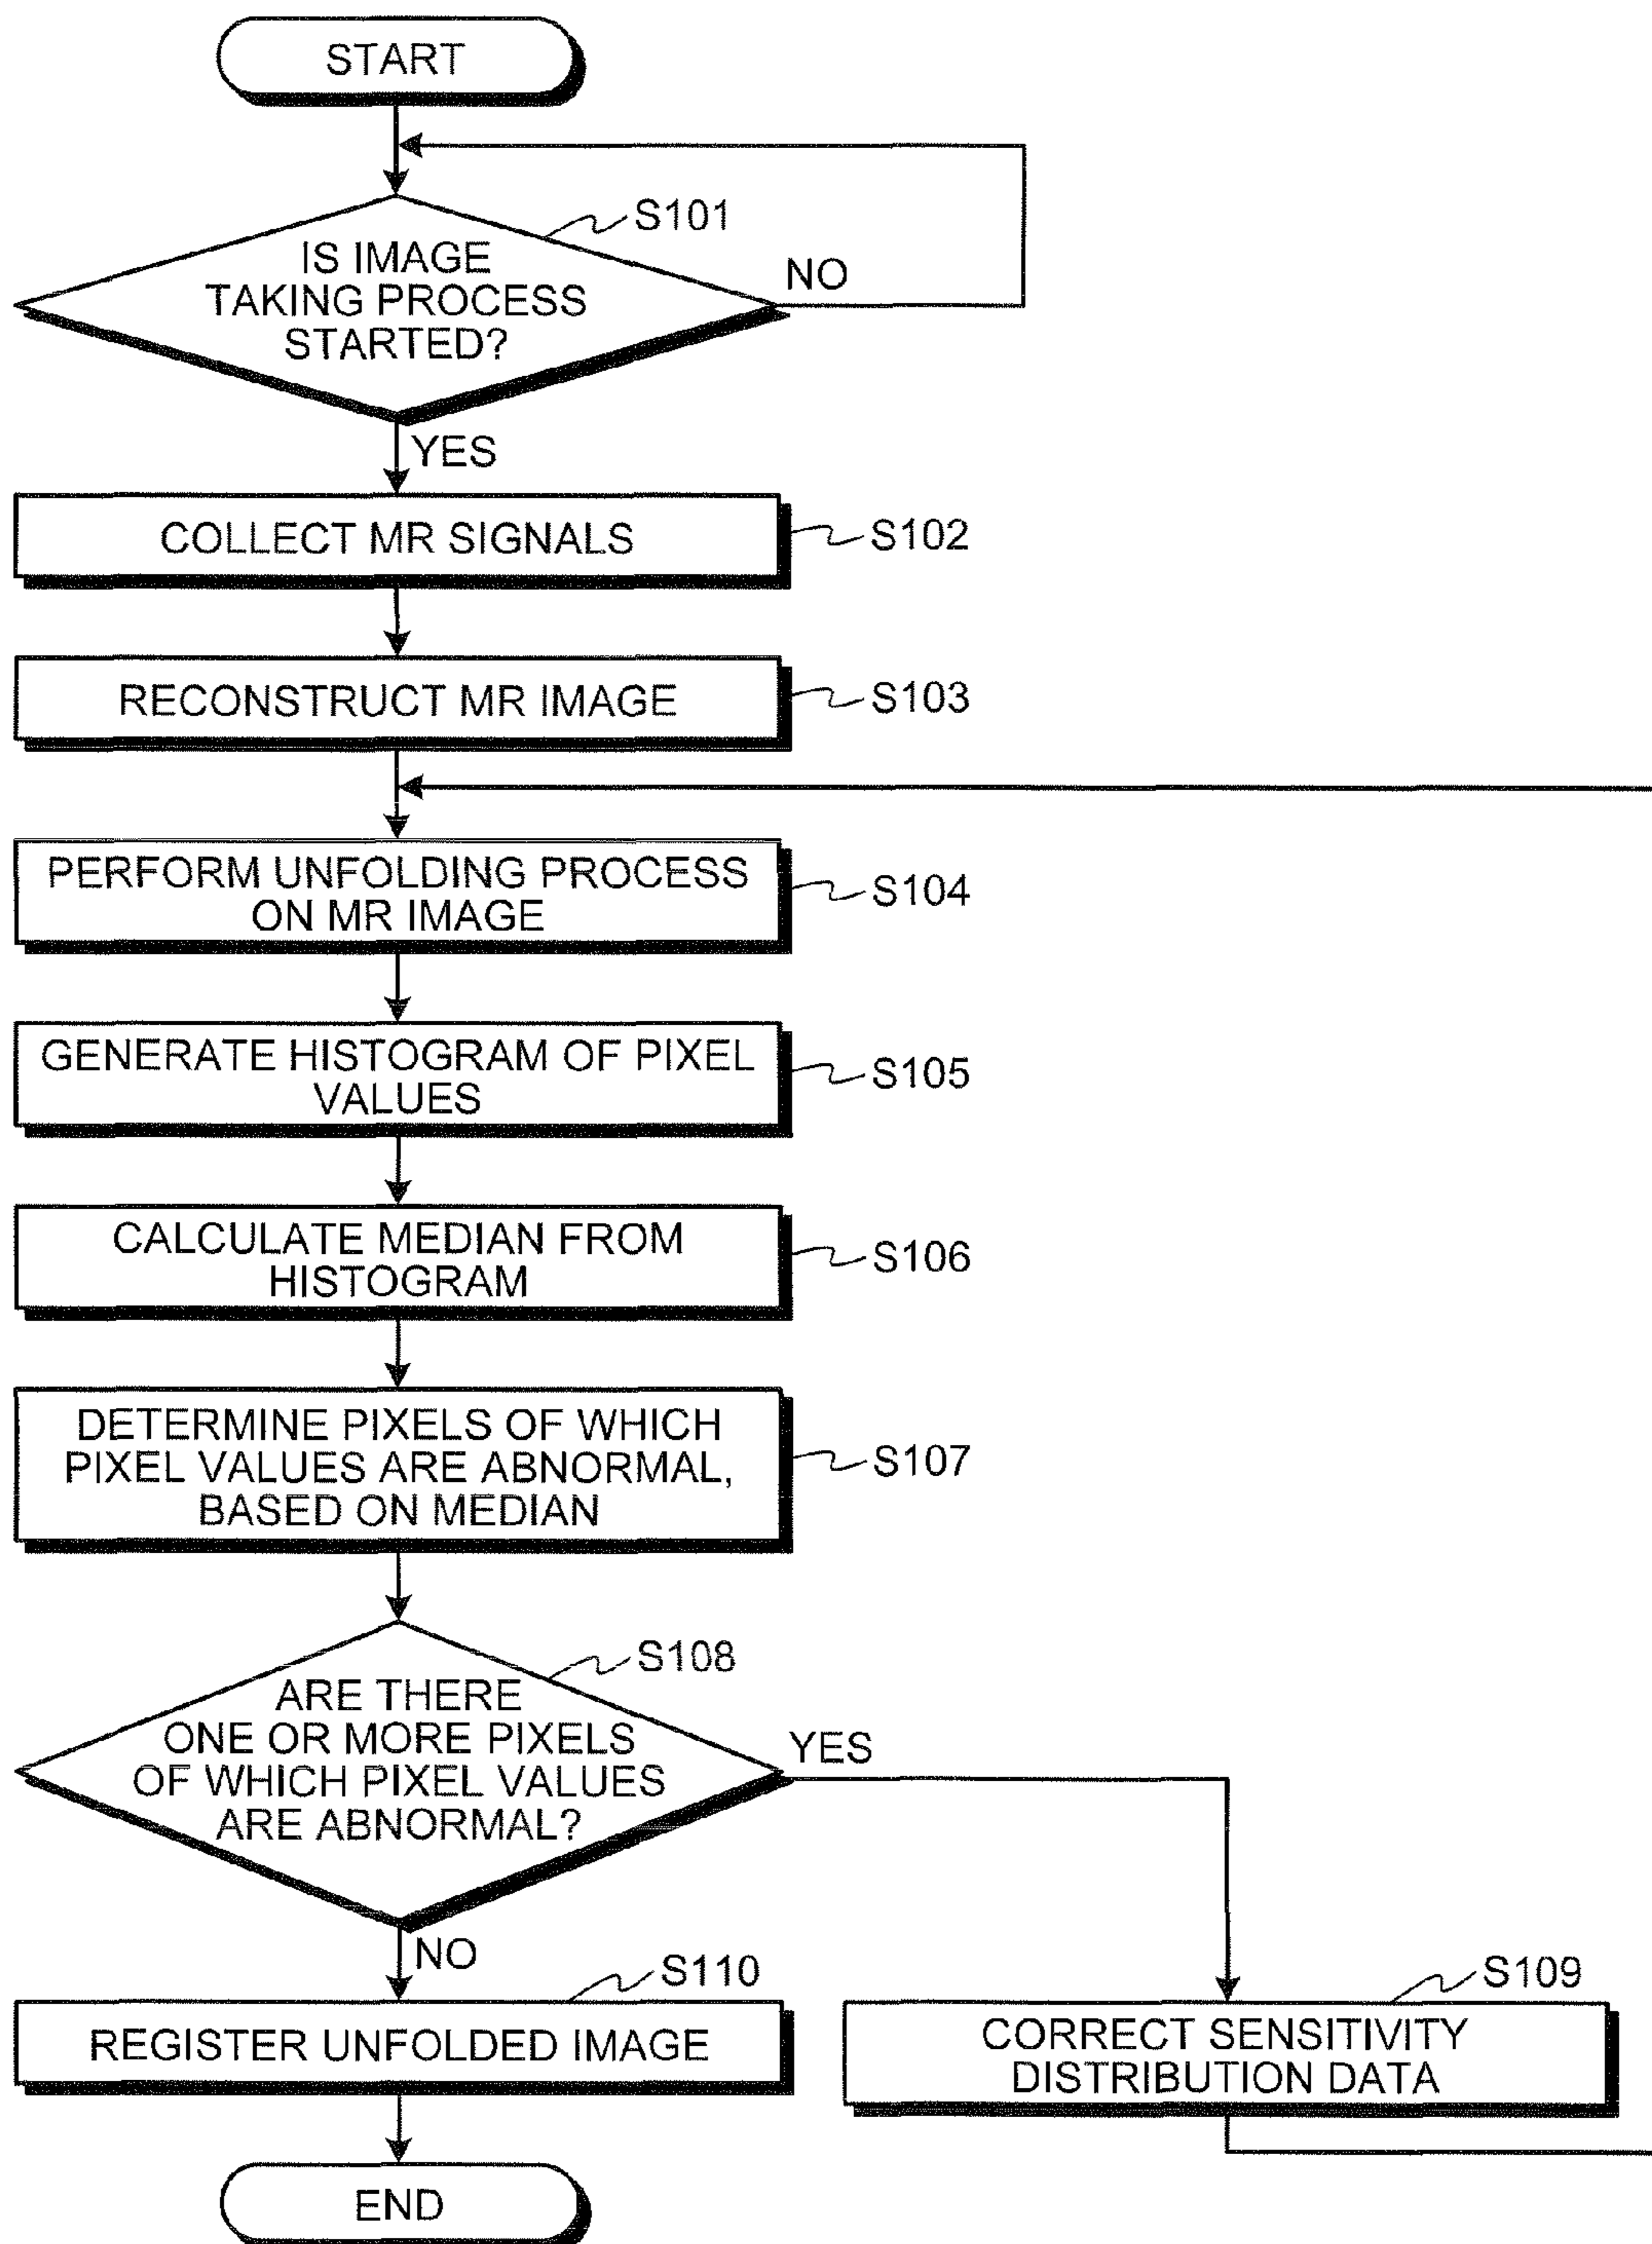 START
S101
IS IMAGE
TAKING PROCESS
STARTED?
NO
YES
COLLECT MR SIGNALS
S102
RECONSTRUCT MR IMAGE
S103
PERFORM UNFOLDING PROCESS
ON MR IMAGE
S104
GENERATE HISTOGRAM OF PIXEL
VALUES
S105
CALCULATE MEDIAN FROM
HISTOGRAM
S106
DETERMINE PIXELS OF WHICH
PIXEL VALUES ARE ABNORMAL,
BASED ON MEDIAN
S107
S108
ARE THERE
ONE OR MORE PIXELS
OF WHICH PIXEL VALUES
ARE ABNORMAL?
YES
NO
S110
REGISTER UNFOLDED IMAGE
S109
CORRECT SENSITIVITY
DISTRIBUTION DATA
END